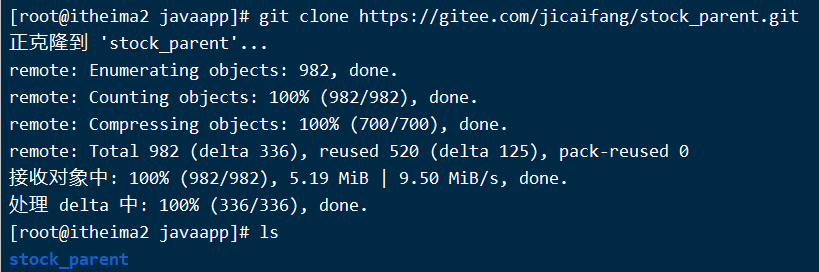 [root@itheima2 javaapp]# git clone https://gitee.com/jicaifang/stock_parent.git
正克隆到 'stock_parent'...
remote: Enumerating objects: 982, done.
remote: Counting objects: 100% (982/982), done.
remote: Compressing objects: 100% (700/700), done.
remote: Total 982 (delta 336), reused 520 (delta 125), pack-reused 0
接收对象中: 100% (982/982), 5.19 MiB | 9.50 MiB/s, done.
处理 delta 中: 100% (336/336), done.
[root@itheima2 javaapp]# ls
stock_parent